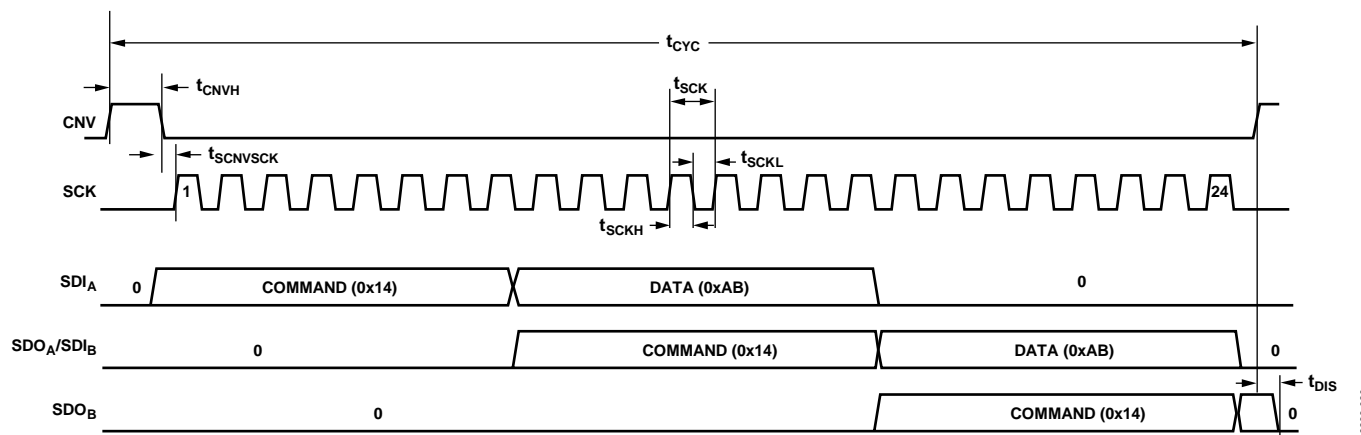 tCYC
tCNVH
tSCK
CNV
tSCNVSCK
tSCKL
SCK
1
24
tSCKH
SDIA
0
COMMAND (0x14)
DATA (0xAB)
0
SDOA/SDIB
0
COMMAND (0x14)
DATA (0xAB)
0
tDIS
SDOB
0
COMMAND (0x14)
0